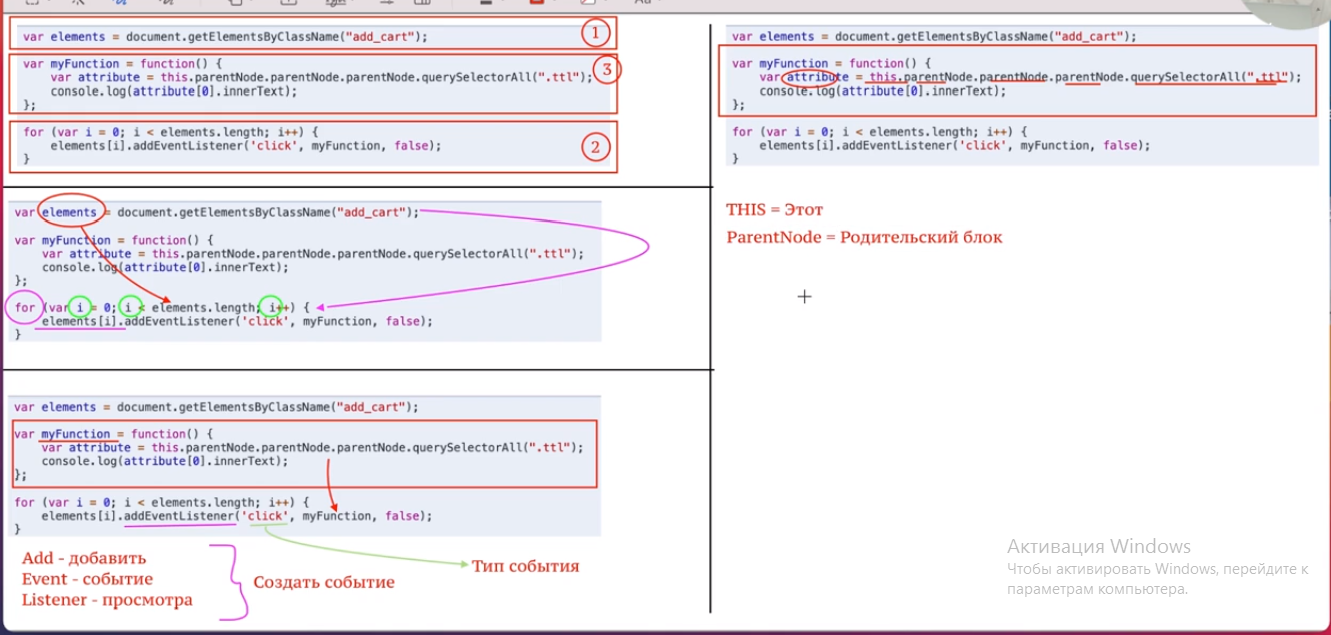 var elements = document.getElementsByClassName("add_cart");
1
var myFunction = function() {
var attribute = this.parentNode.parentNode.parentNode.querySelectorAll(".ttl");
console.log(attribute[0].innerText);
};
3
for (var i = 0; i < elements.length; i++) {
elements[i].addEventListener('click', myFunction, false);
}
2
var elements = document.getElementsByClassName("add_cart");
var myFunction = function() {
var attribute = this.parentNode.parentNode.parentNode.querySelectorAll(".ttl");
console.log(attribute[0].innerText);
};
for (var i = 0; i < elements.length; i++) {
elements[i].addEventListener('click', myFunction, false);
}
var elements = document.getElementsByClassName("add_cart");
var myFunction = function() {
var attribute = this.parentNode.parentNode.parentNode.querySelectorAll(".ttl");
console.log(attribute[0].innerText);
};
for (var i = 0; i < elements.length; i++) {
elements[i].addEventListener('click', myFunction, false);
}
Add - добавить
Event - событие
Listener - просмотра
Создать событие
Тип события
var elements = document.getElementsByClassName("add_cart");
var myFunction = function() {
var attribute = this.parentNode.parentNode.parentNode.querySelectorAll(".ttl");
console.log(attribute[0].innerText);
};
for (var i = 0; i < elements.length; i++) {
elements[i].addEventListener('click', myFunction, false);
}
THIS = Этот
ParentNode = Родительский блок
Активация Windows
Чтобы активировать Windows, перейдите к
параметрам компьютера.